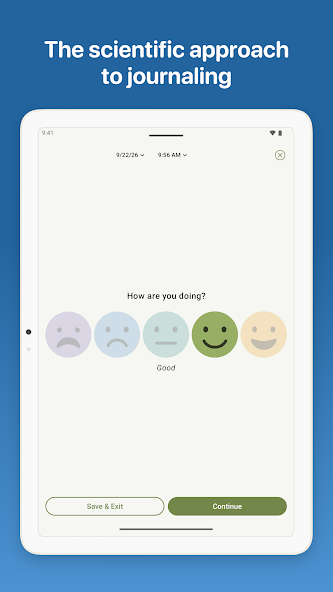 The scientific approach
to journaling
9:41
9/22/26 9:56 AM
How are you doing?
Good
Save & Exit Continue